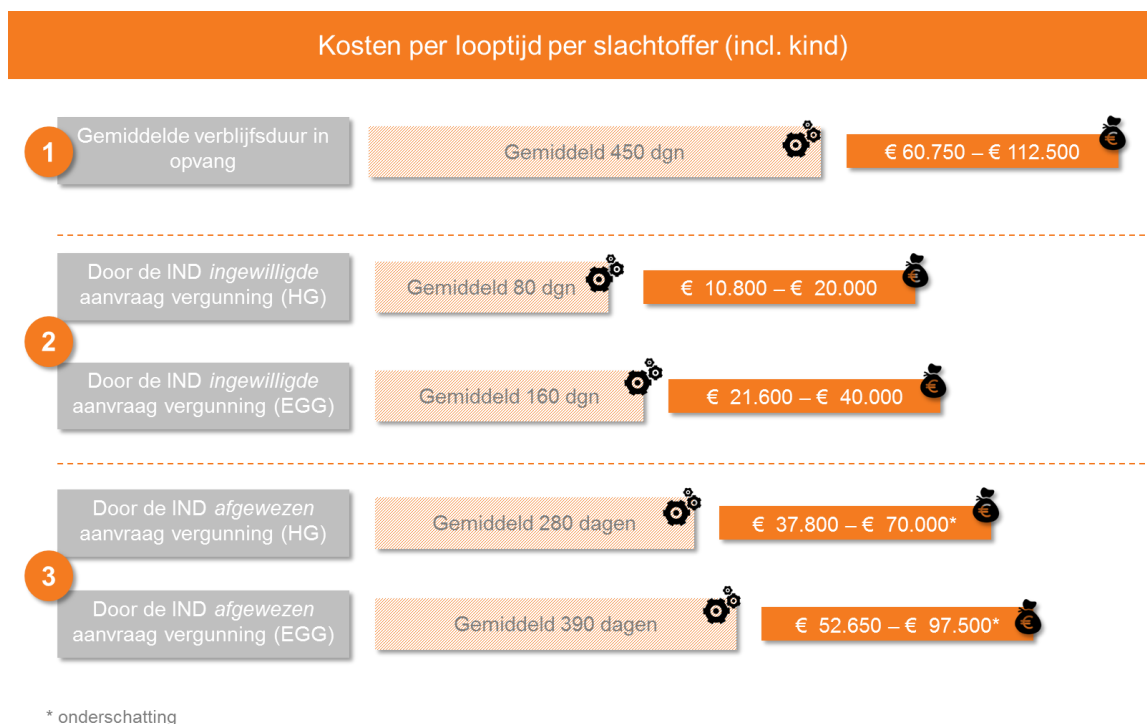 Kosten per looptijd per slachtoffer (incl. kind)
1
Gemiddelde verblijfsduur in
opvang
Gemiddeld 450 dgn
€ 60.750 – € 112.500
€
2
Door de IND ingewilligde
aanvraag vergunning (HG)
Gemiddeld 80 dgn
€ 10.800 – € 20.000
€
Door de IND ingewilligde
aanvraag vergunning (EGG)
Gemiddeld 160 dgn
€ 21.600 – € 40.000
€
3
Door de IND afgewezen
aanvraag vergunning (HG)
Gemiddeld 280 dagen
€ 37.800 – € 70.000*
€
Door de IND afgewezen
aanvraag vergunning (EGG)
Gemiddeld 390 dagen
€ 52.650 – € 97.500*
€
* onderschatting